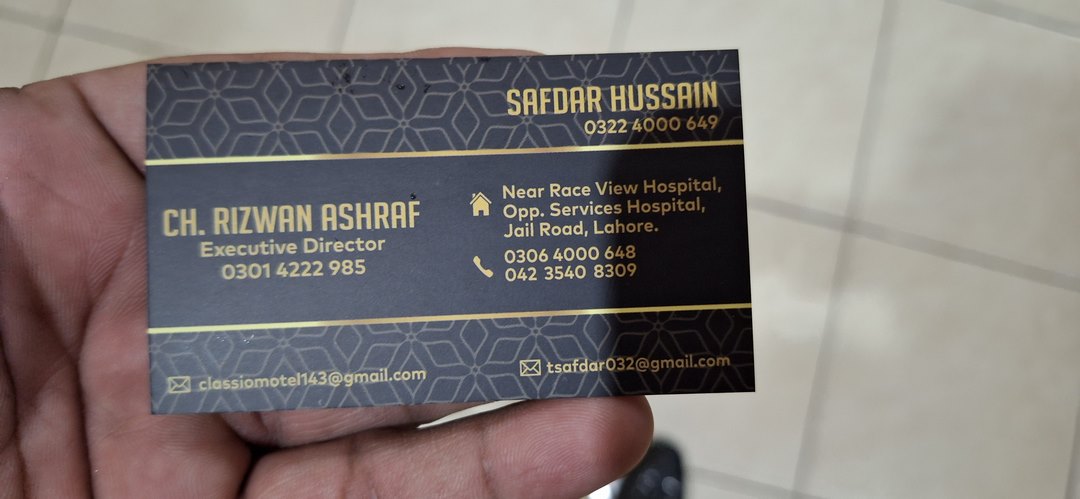 SAFDAR HUSSAIN
0322 4000 649
CH. RIZWAN ASHRAF
Executive Director
0301 4222 985
Near Race View Hospital,
Opp. Services Hospital,
Jail Road, Lahore.
0306 4000 648
042 3540 8309
classiomotel143@gmail.com
tsafdar032@gmail.com